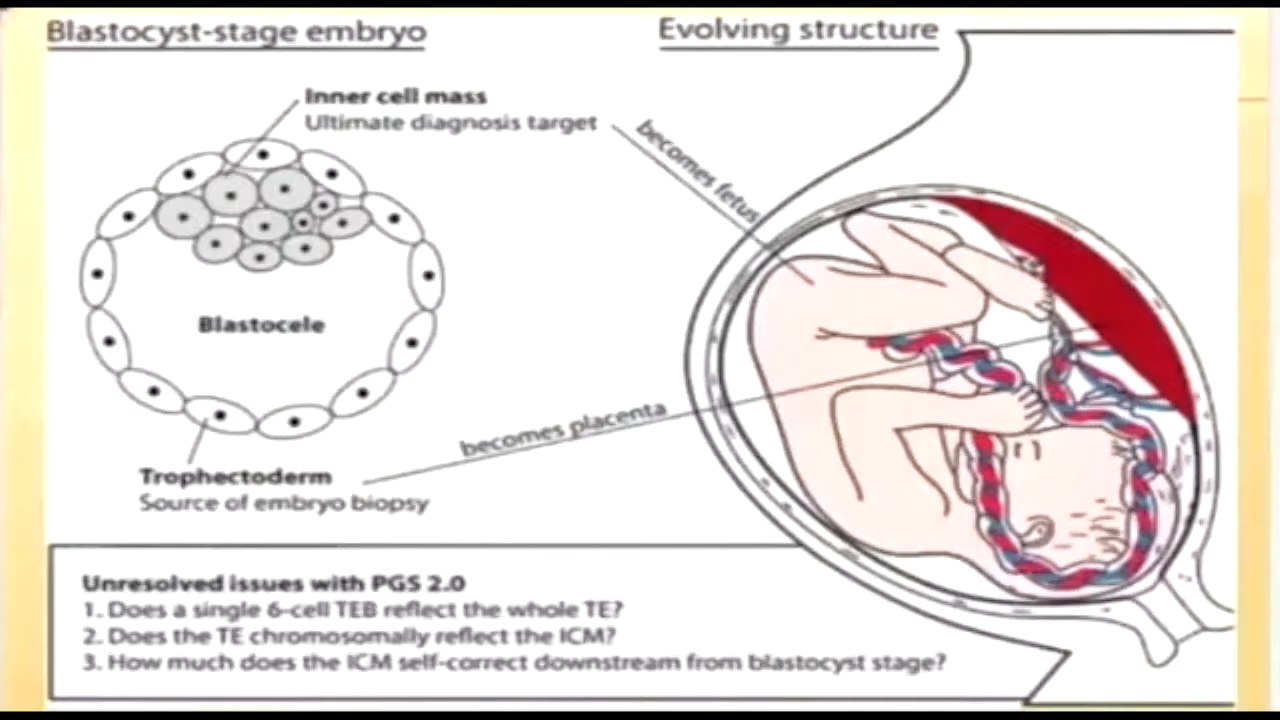 Blastocyst-stage embryo
Evolving structure
Inner cell mass
Ultimate diagnosis target
becomes fetus
Blastocele
becomes placenta
Trophectoderm
Source of embryo biopsy
Unresolved issues with PGS 2.0
1. Does a single 6-cell TEB reflect the whole TE?
2. Does the TE chromosomally reflect the ICM?
3. How much does the ICM self-correct downstream from blastocyst stage?